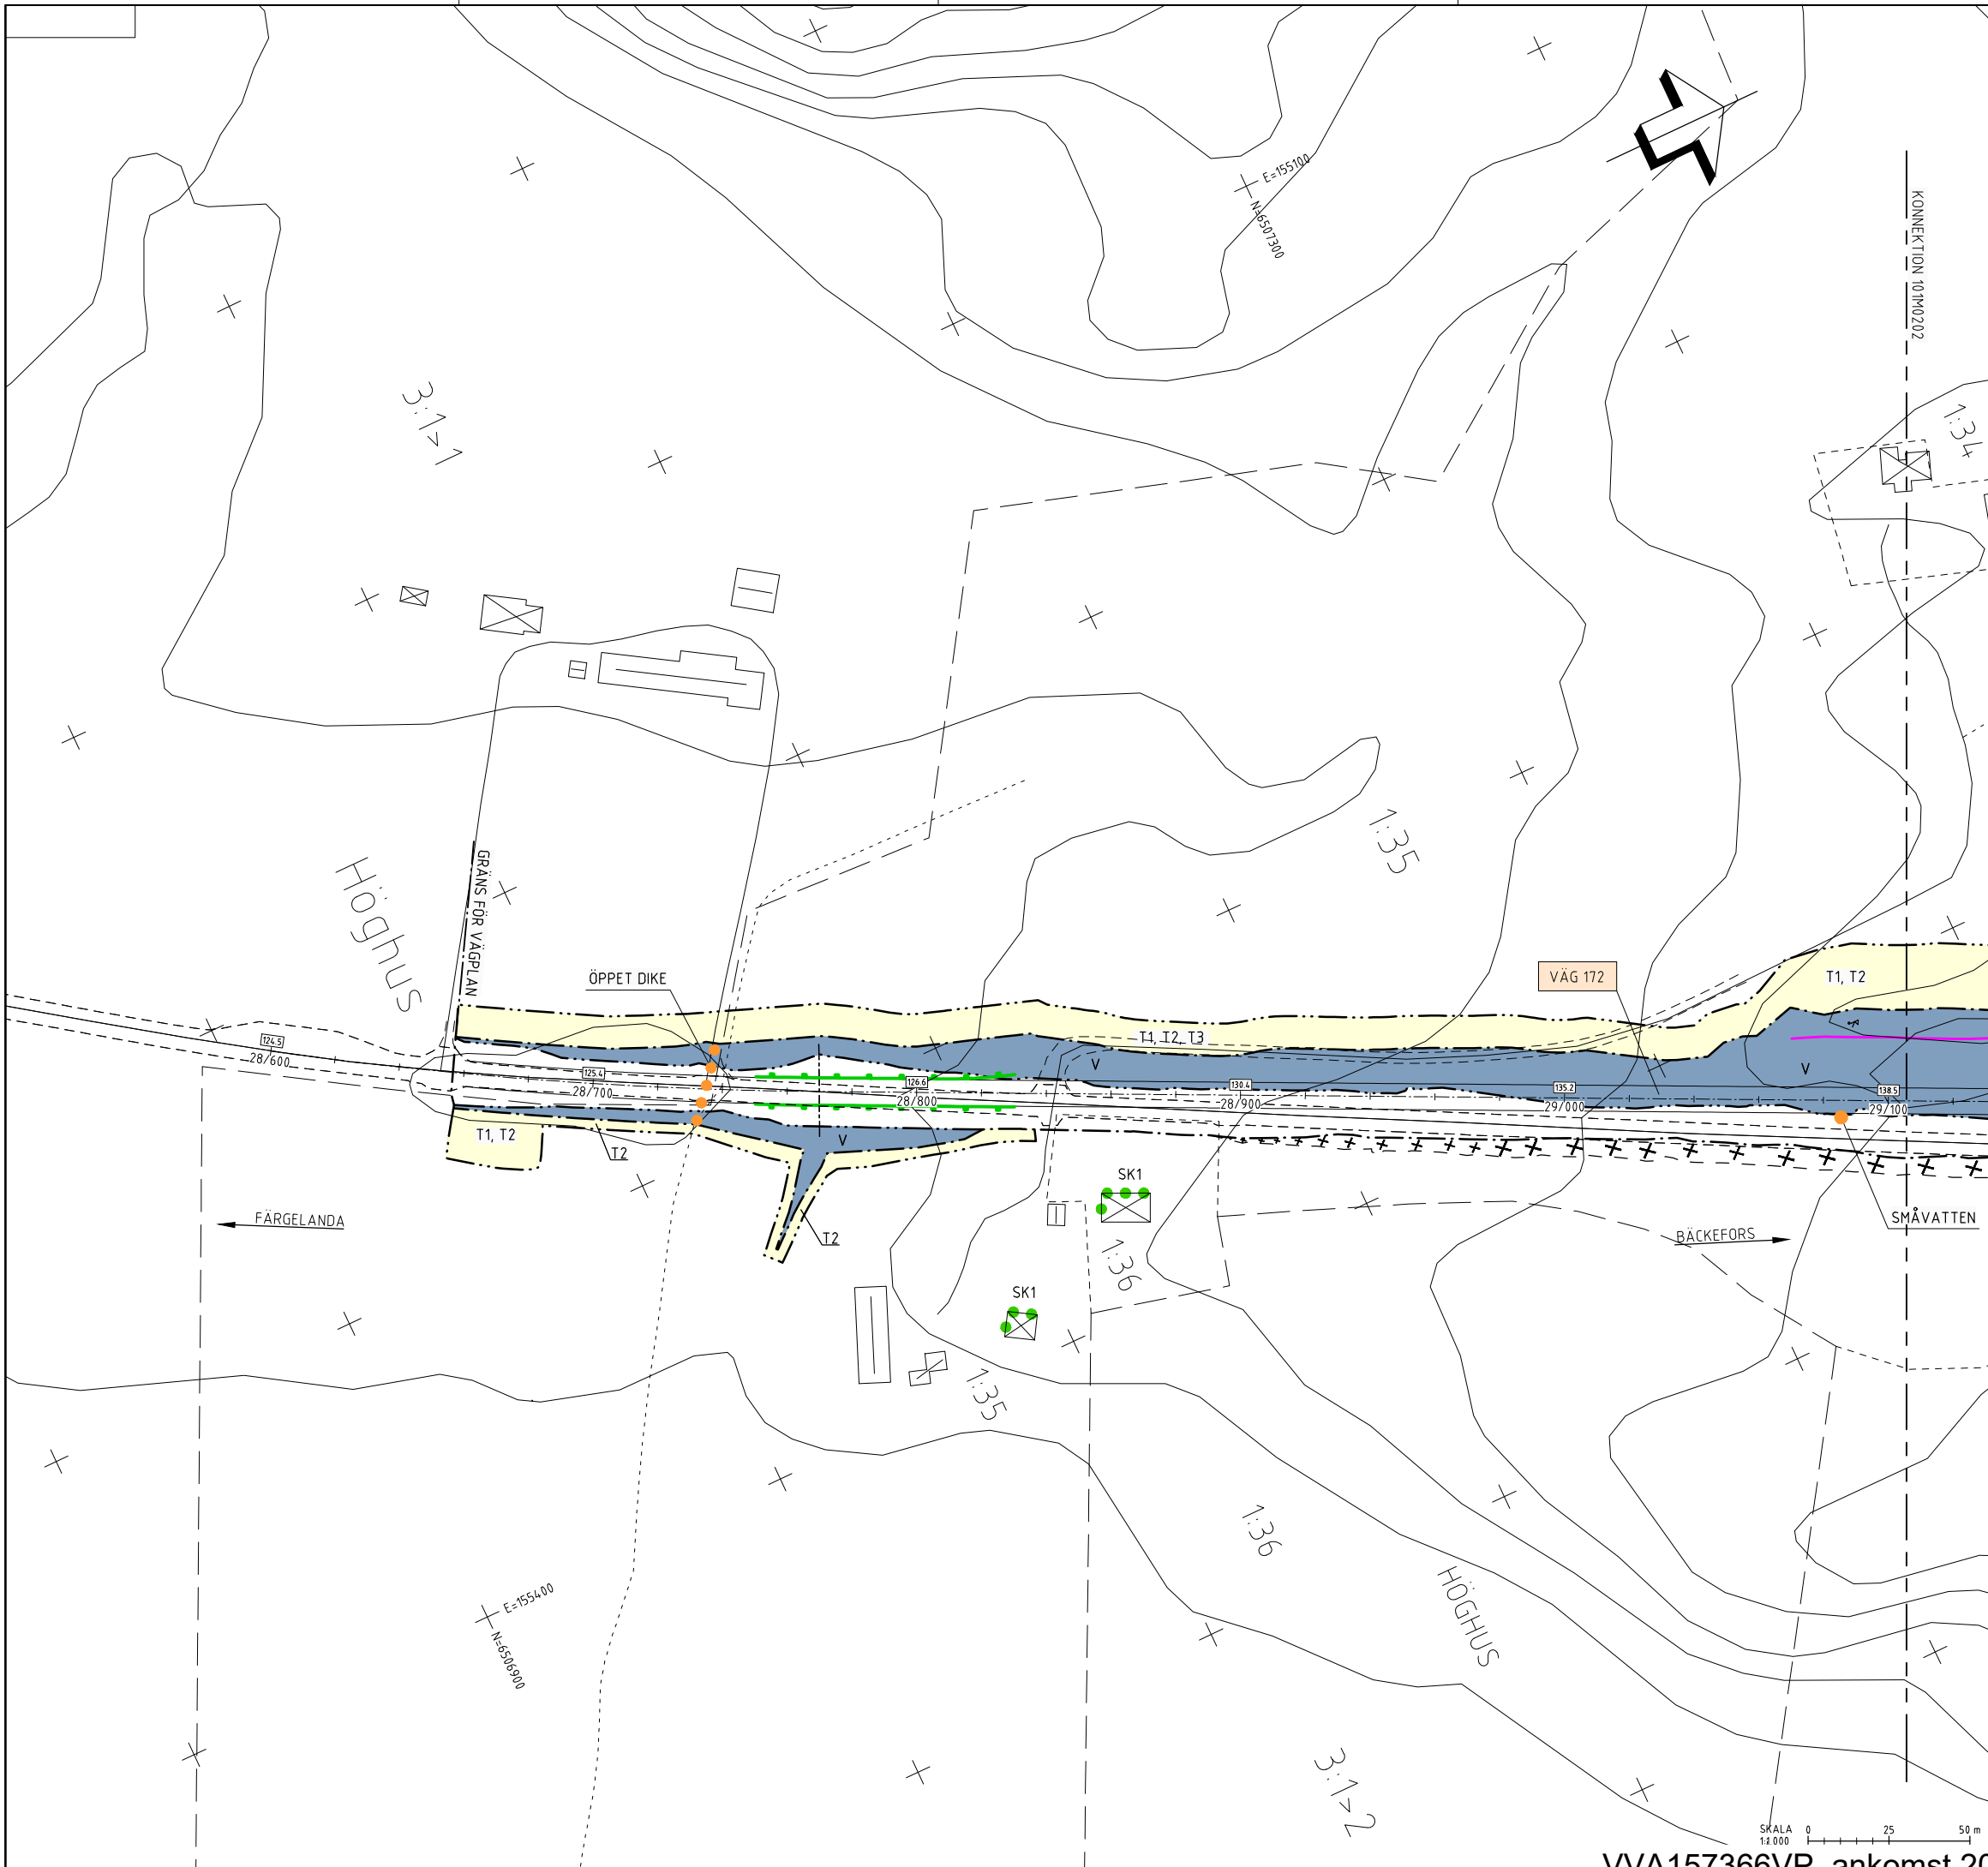 E=155100
N=6507300
KONNEKTION 101M0202
3:1>1
1:34
1:35
Höghus
GRÄNS FÖR VÄGPLAN
ÖPPET DIKE
VÄG 172
T1, T2
T1, T2, T3
V
V
124.5
28/600
125.4
28/700
126.6
28/800
130.4
28/900
135.2
29/000
138.5
29/100
T1, T2
T2
V
T2
SK1
FÄRGELANDA
SMÅVATTEN
BÄCKEFORS
1:36
SK1
1:35
1:36
HÖGHUS
E=155400
N=6506900
3:1>2
SKALA
1:1 000
0 25 50 m